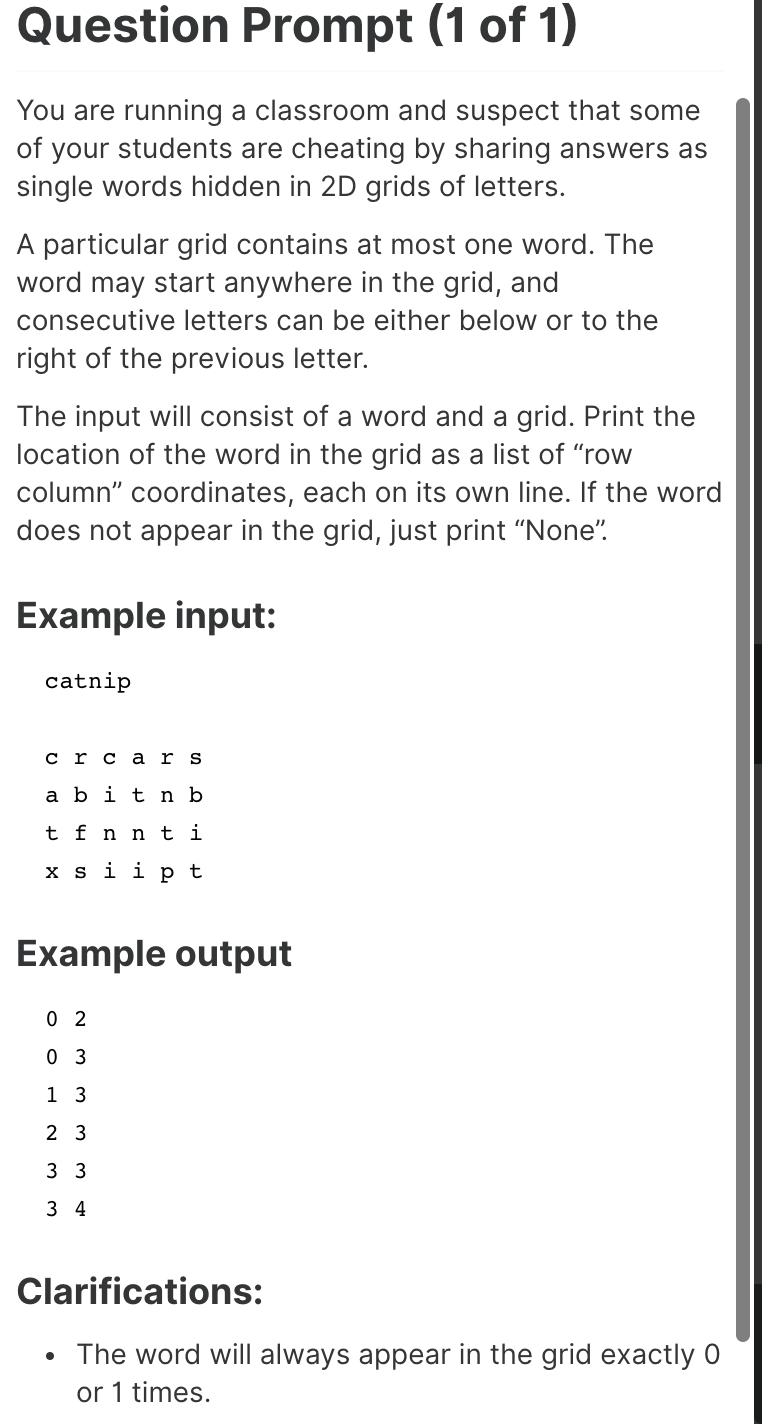 Question Prompt (1 of 1)
You are running a classroom and suspect that some
of your students are cheating by sharing answers as
single words hidden in 2D grids of letters.
A particular grid contains at most one word. The
word may start anywhere in the grid, and
consecutive letters can be either below or to the
right of the previous letter.
The input will consist of a word and a grid. Print the
location of the word in the grid as a list of “row
column” coordinates, each on its own line. If the word
does not appear in the grid, just print “None”.
Example input:
catnip
c r c a r s
a b i t n b
t f n n t i
x s i i p t
Example output
0 2
0 3
1 3
2 3
3 3
3 4
Clarifications:
• The word will always appear in the grid exactly 0
or 1 times.